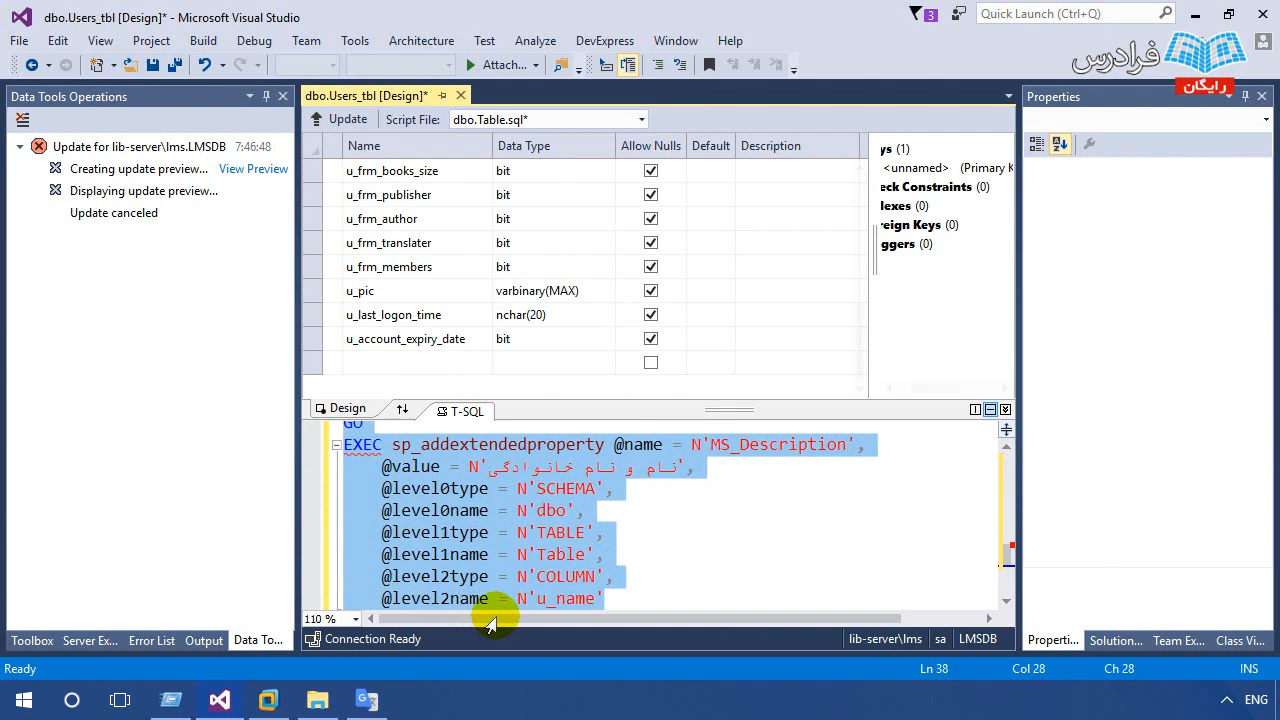 dbo.Users_tbl [Design]* - Microsoft Visual Studio
3
Quick Launch (Ctrl+Q)
File Edit View Project Build Debug Team Tools Architecture Test Analyze DevExpress Window Help
Attach...
فرادرس
رایگان
Data Tools Operations
Update for lib-server\lms.LMSDB 7:46:48
Creating update preview... View Preview
Displaying update preview...
Update canceled
dbo.Users_tbl [Design]*
Update Script File: dbo.Table.sql*
Name Data Type Allow Nulls Default Description
u_frm_books_size bit
u_frm_publisher bit
u_frm_author bit
u_frm_translater bit
u_frm_members bit
u_pic varbinary(MAX)
u_last_logon_time nchar(20)
u_account_expiry_date bit
ys (1)
<unnamed> (Primary K
eck Constraints (0)
lexes (0)
reign Keys (0)
ggers (0)
Design T-SQL
GO
EXEC sp_addextendedproperty @name = N'MS_Description',
@value = N'نام و نام خانوادگی',
@level0type = N'SCHEMA',
@level0name = N'dbo',
@level1type = N'TABLE',
@level1name = N'Table',
@level2type = N'COLUMN',
@level2name = N'u_name'
110 %
Connection Ready lib-server\lms sa LMSDB
Properties
Toolbox Server Ex... Error List Output Data To...
Properti... Solution... Team Ex... Class Vi...
Ready Ln 38 Col 28 Ch 28 INS
ENG